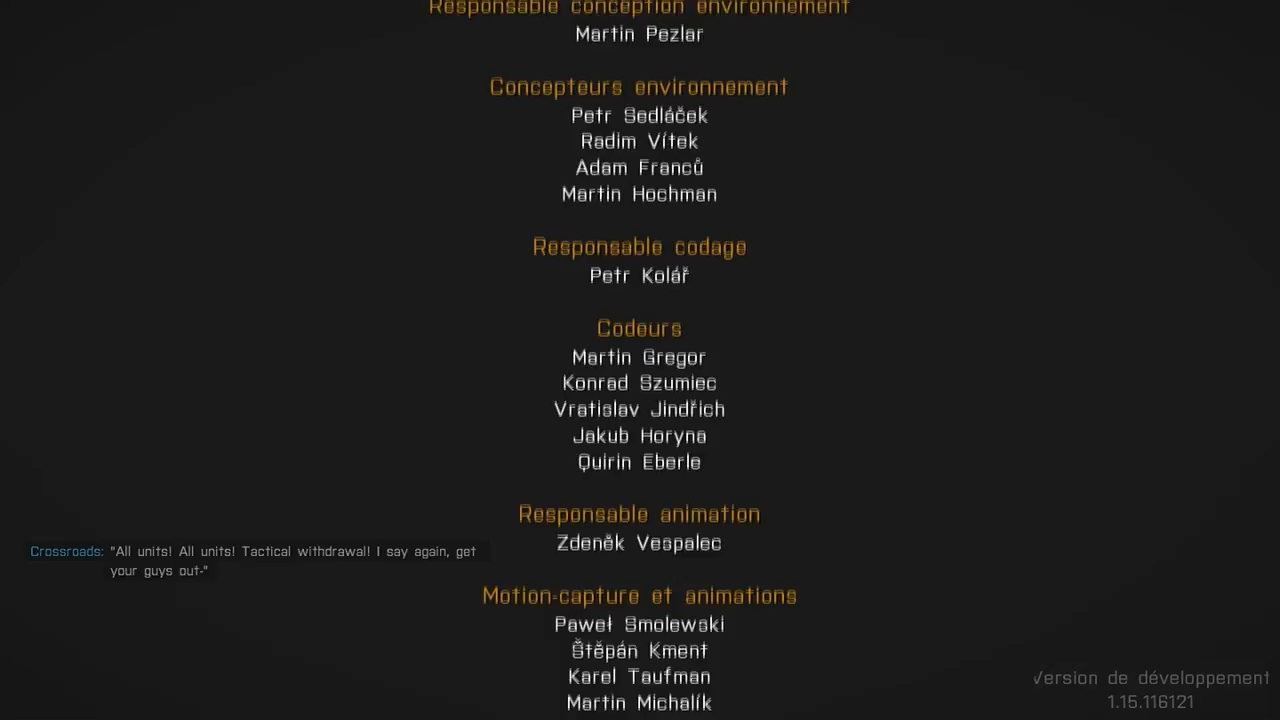 Responsable conception environnement
Martin Pezlar
Concepteurs environnement
Petr Sedláček
Radim Vítek
Adam Franců
Martin Hochman
Responsable codage
Petr Kolář
Codeurs
Martin Gregor
Konrad Szumiec
Vratislav Jindřich
Jakub Horyna
Quirin Eberle
Responsable animation
Zdeněk Vespalec
Crossroads: "All units! All units! Tactical withdrawal! I say again, get
your guys out-"
Motion-capture et animations
Paweł Smolewski
Štěpán Kment
Karel Taufman
Martin Michalík
Version de développement
1.15.116121